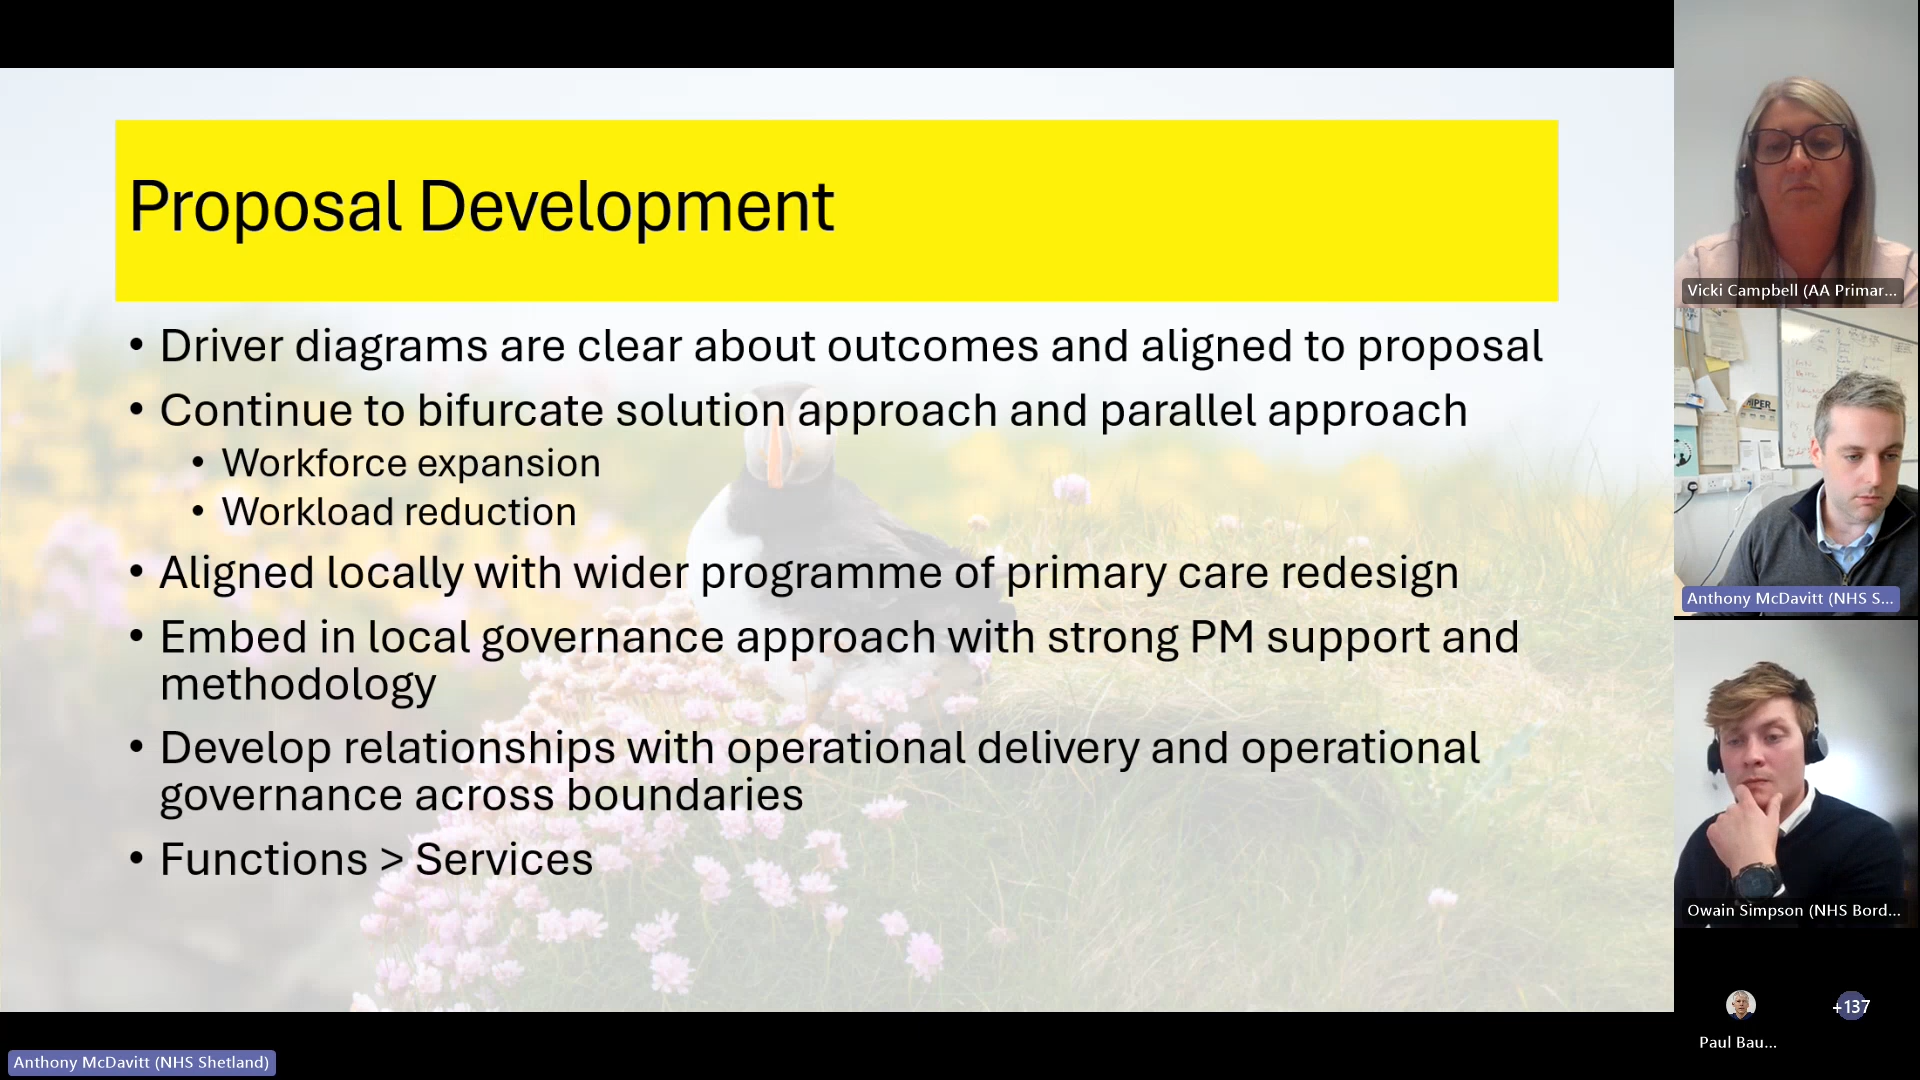 Proposal Development
• Driver diagrams are clear about outcomes and aligned to proposal
• Continue to bifurcate solution approach and parallel approach
• Workforce expansion
• Workload reduction
• Aligned locally with wider programme of primary care redesign
• Embed in local governance approach with strong PM support and
methodology
• Develop relationships with operational delivery and operational
governance across boundaries
• Functions > Services
Anthony McDavitt (NHS Shetland)
Vicki Campbell (AA Primar...
Anthony McDavitt (NHS S...
Owain Simpson (NHS Bord...
Paul Bau...
+137